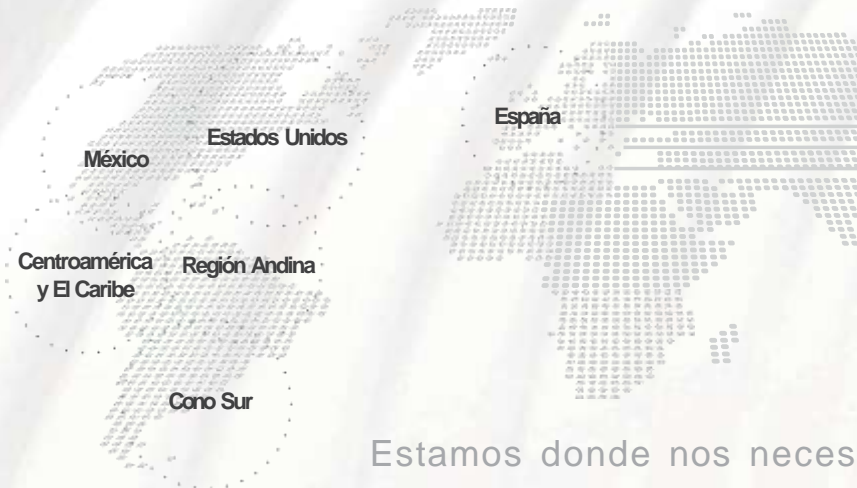 España
Estados Unidos
México
Centroamérica
y El Caribe
Región Andina
Cono Sur
Estamos donde nos neces